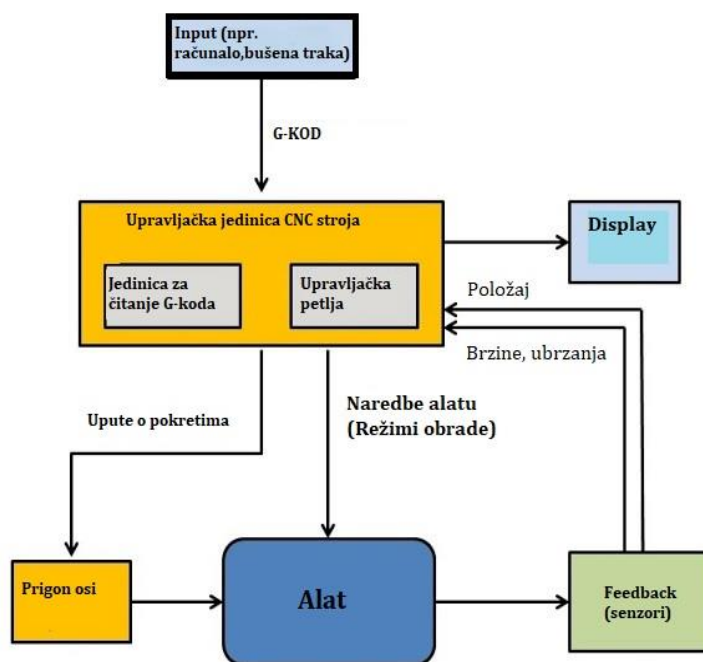 Input (npr.
računalo,bušena traka)
G-KOD
Upravljačka jedinica CNC stroja
Display
Jedinica za
čitanje G-koda
Upravljačka
petlja
Položaj
Brzine, ubrzanja
Naredbe alatu
(Režimi obrade)
Upute o pokretima
Prigon osi
Alat
Feedback
(senzori)